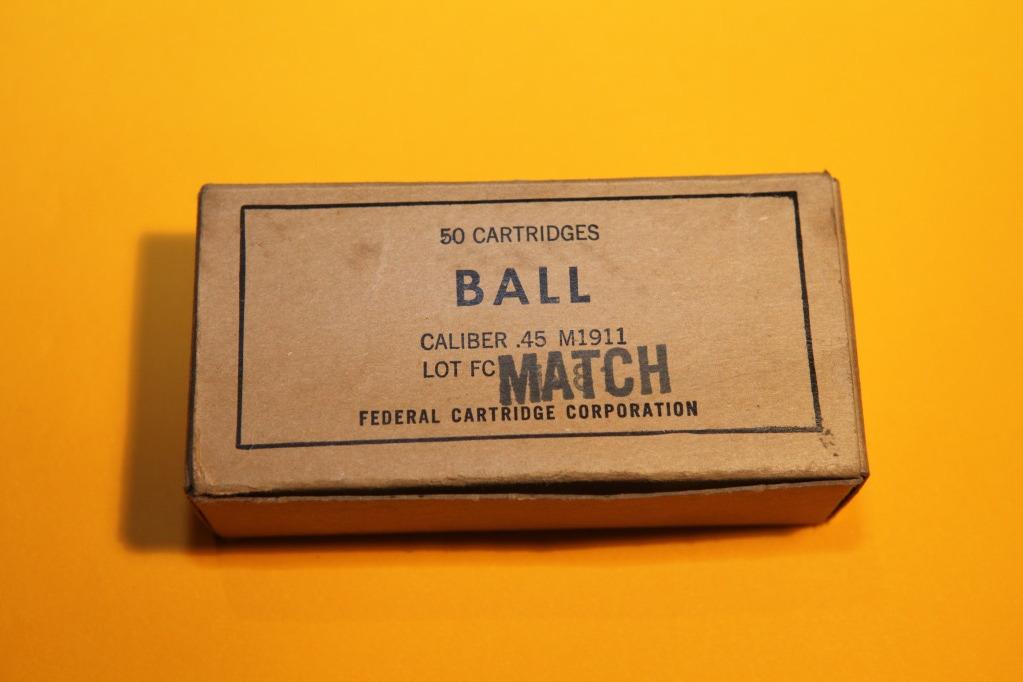 50 CARTRIDGES
BALL
CALIBER .45 M1911
LOT FC MATCH
FEDERAL CARTRIDGE CORPORATION